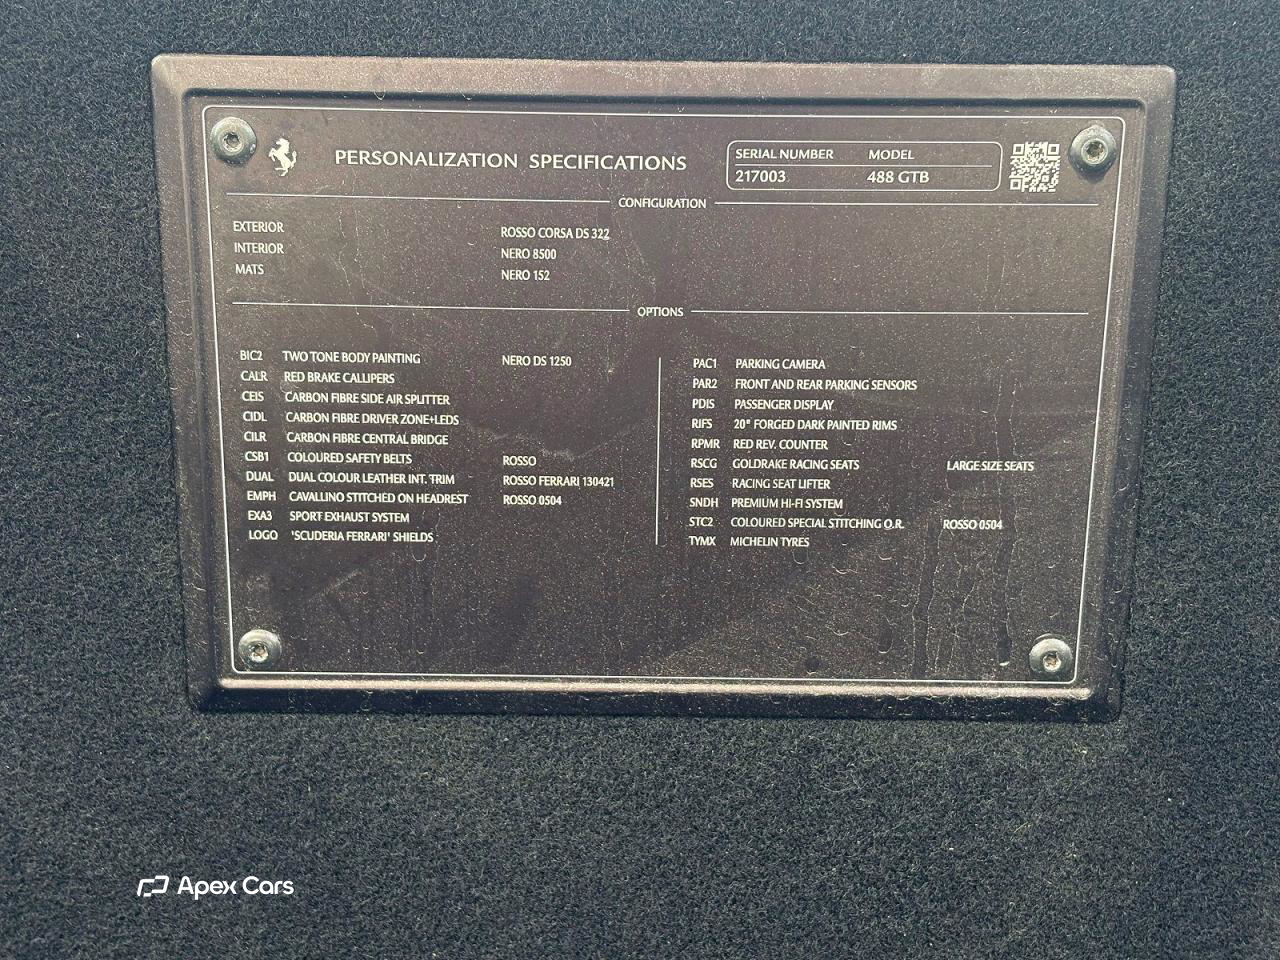 PERSONALIZATION SPECIFICATIONS
SERIAL NUMBER MODEL
217003 488 GTB
CONFIGURATION
EXTERIOR ROSSO CORSA DS 322
INTERIOR NERO 8500
MATS NERO 152
OPTIONS
BIC2 TWO TONE BODY PAINTING NERO DS 1250
CALR RED BRAKE CALLIPERS
CEIS CARBON FIBRE SIDE AIR SPLITTER
CIDL CARBON FIBRE DRIVER ZONE+LEDS
CILR CARBON FIBRE CENTRAL BRIDGE
CSB1 COLOURED SAFETY BELTS ROSSO
DUAL DUAL COLOUR LEATHER INT. TRIM ROSSO FERRARI 130421
EMPH CAVALLINO STITCHED ON HEADREST ROSSO 0504
EXA3 SPORT EXHAUST SYSTEM
LOGO 'SCUDERIA FERRARI' SHIELDS
PAC1 PARKING CAMERA
PAR2 FRONT AND REAR PARKING SENSORS
PDIS PASSENGER DISPLAY
RIFS 20" FORGED DARK PAINTED RIMS
RPMR RED REV. COUNTER
RSCG GOLDRAKE RACING SEATS LARGE SIZE SEATS
RSES RACING SEAT LIFTER
SNDH PREMIUM HI-FI SYSTEM
STC2 COLOURED SPECIAL STITCHING O.R. ROSSO 0504
TYMX MICHELIN TYRES
Apex Cars